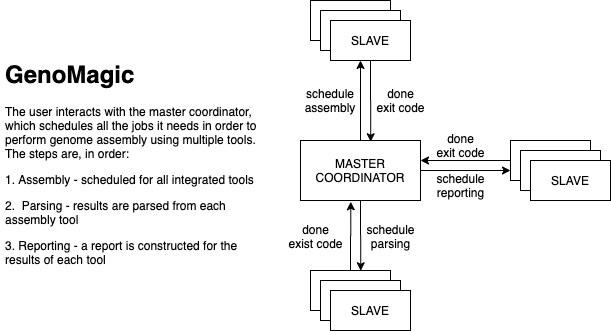 GenoMagic
The user interacts with the master coordinator,
which schedules all the jobs it needs in order to
perform genome assembly using multiple tools.
The steps are, in order:
1. Assembly - scheduled for all integrated tools
2.  Parsing - results are parsed from each
assembly tool
3. Reporting - a report is constructed for the
results of each tool
SLAVE
schedule
assembly
done
exit code
MASTER
COORDINATOR
done
exit code
schedule
reporting
SLAVE
done
exist code
schedule
parsing
SLAVE